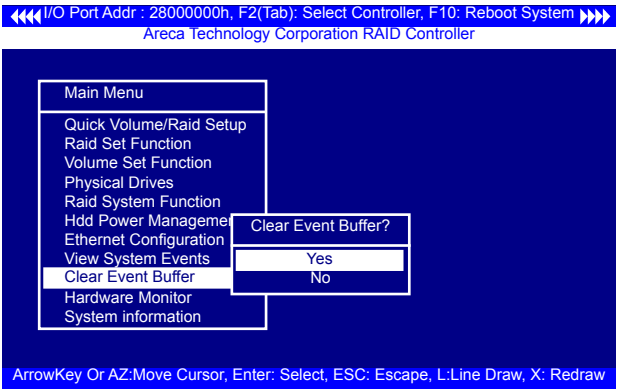 I/O Port Addr : 28000000h, F2(Tab): Select Controller, F10: Reboot System
Areca Technology Corporation RAID Controller
Main Menu
Quick Volume/Raid Setup
Raid Set Function
Volume Set Function
Physical Drives
Raid System Function
Hdd Power Managemen
Ethernet Configuration
View System Events
Clear Event Buffer
Hardware Monitor
System information
Clear Event Buffer?
Yes
No
ArrowKey Or AZ:Move Cursor, Enter: Select, ESC: Escape, L:Line Draw, X: Redraw